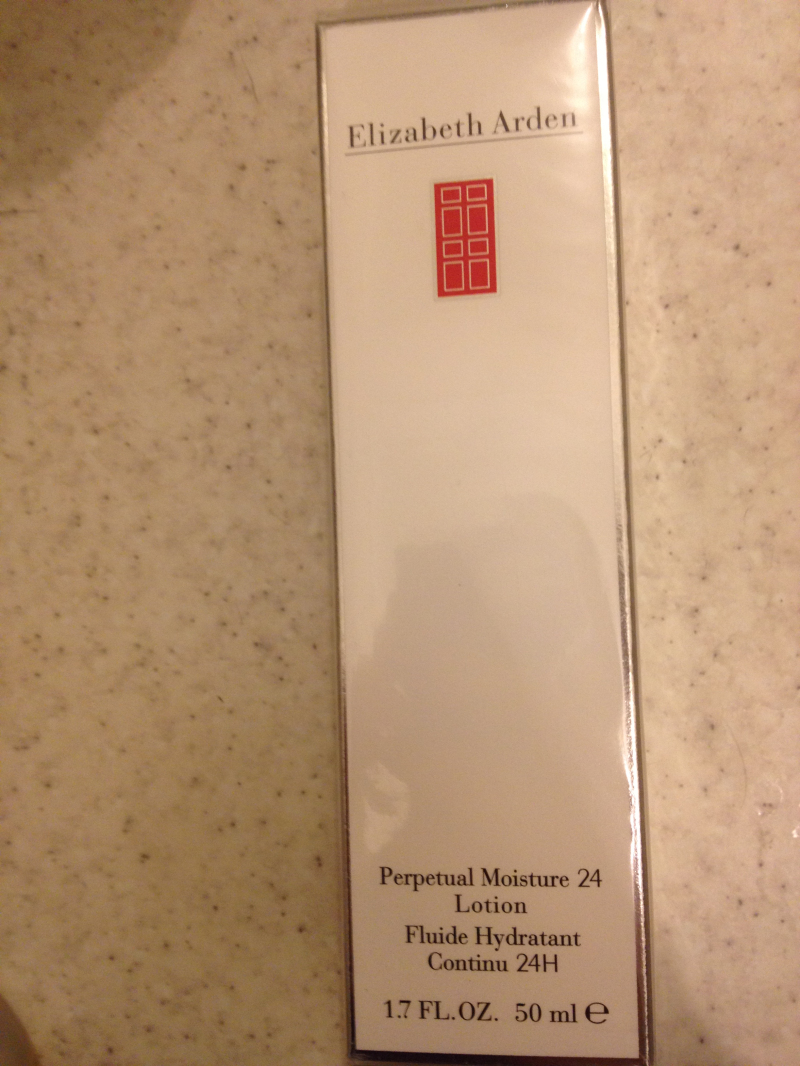 Elizabeth Arden
Perpetual Moisture 24
Lotion
Fluide Hydratant
Continu 24H
1.7 FL.OZ. 50 ml ℮